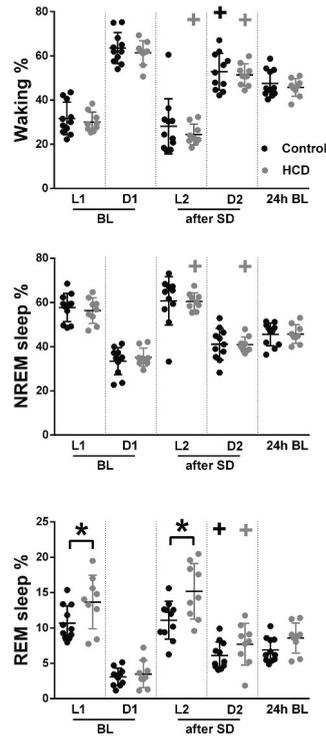 Waking %
80
60
40
20
0
+ + +
L1 D1 L2 D2 24h BL
BL after SD
Control
HCD
NREM sleep %
80
60
40
20
0
+ +
L1 D1 L2 D2 24h BL
BL after SD
REM sleep %
25
20
15
10
5
0
* * + +
L1 D1 L2 D2 24h BL
BL after SD